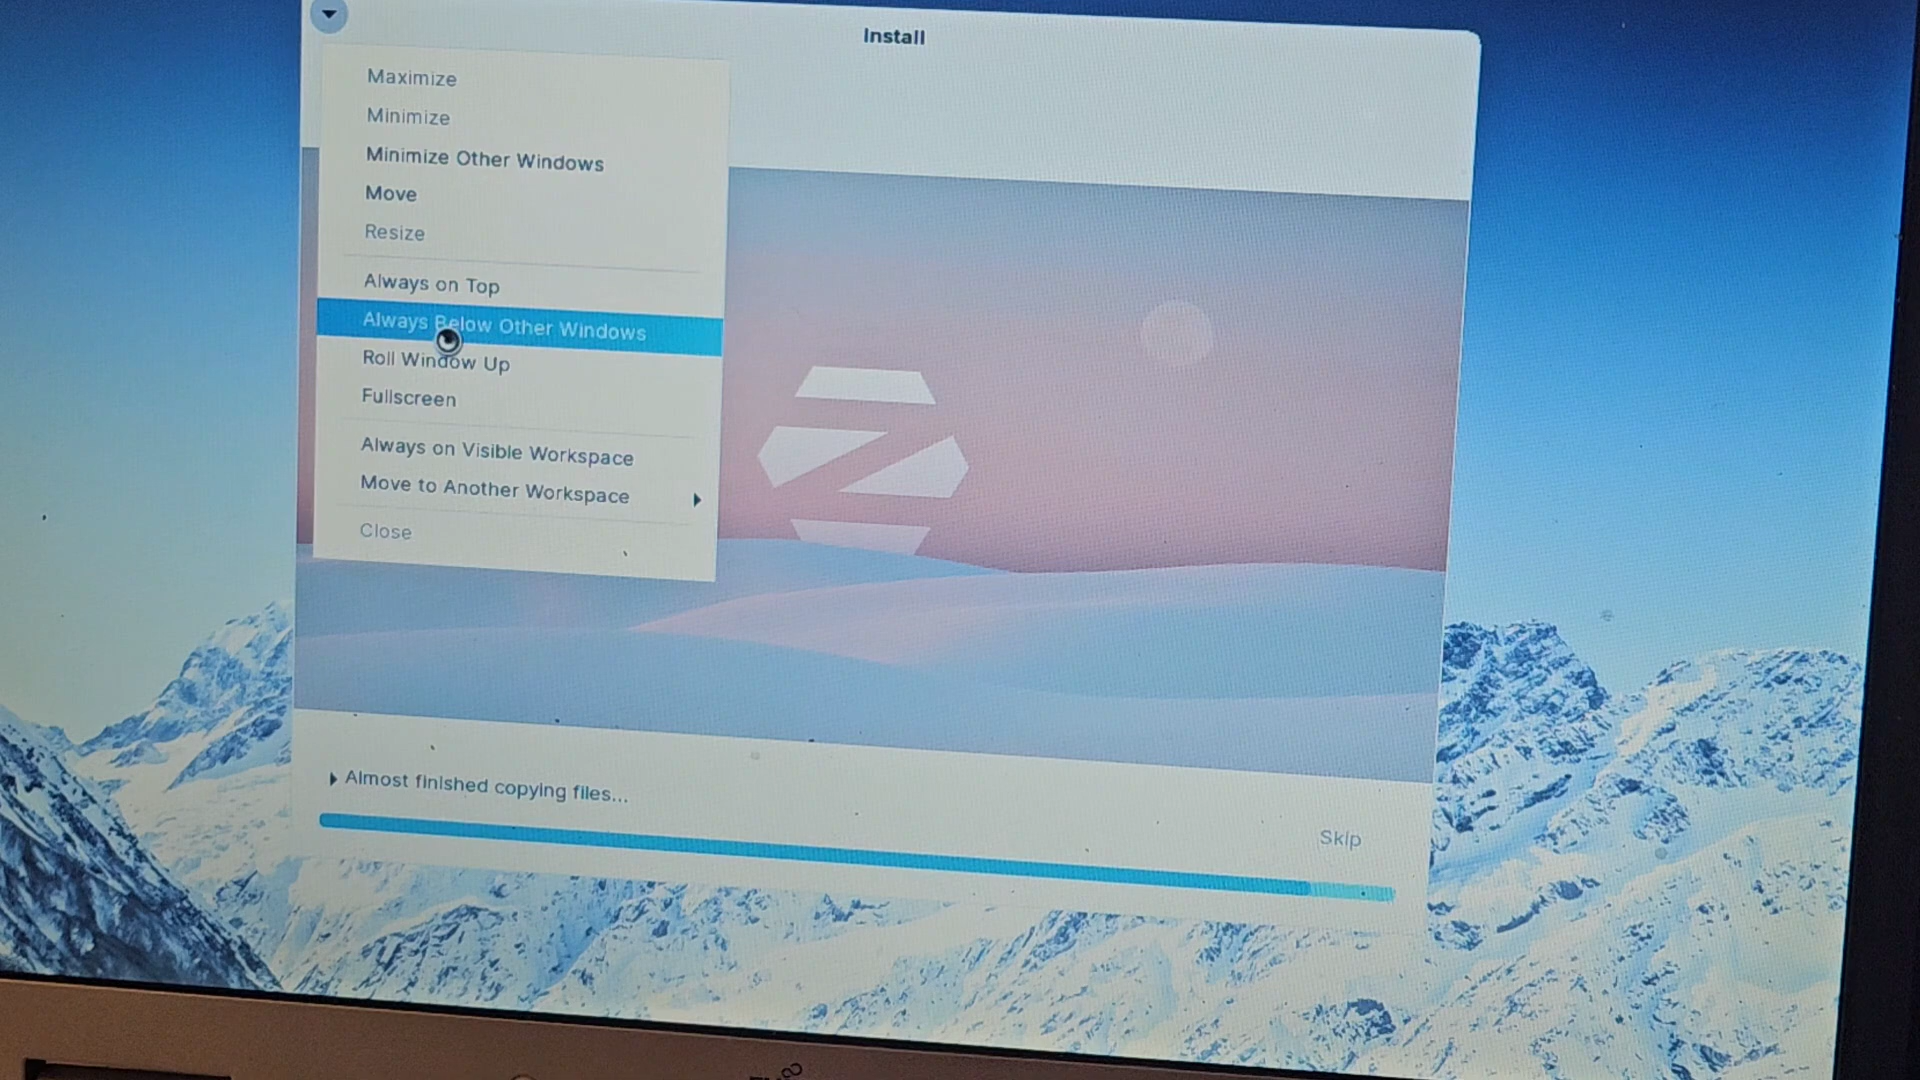 Install
Maximize
Minimize
Minimize Other Windows
Move
Resize
Always on Top
Always Below Other Windows
Roll Window Up
Fullscreen
Always on Visible Workspace
Move to Another Workspace
Close
Almost finished copying files...
Skip